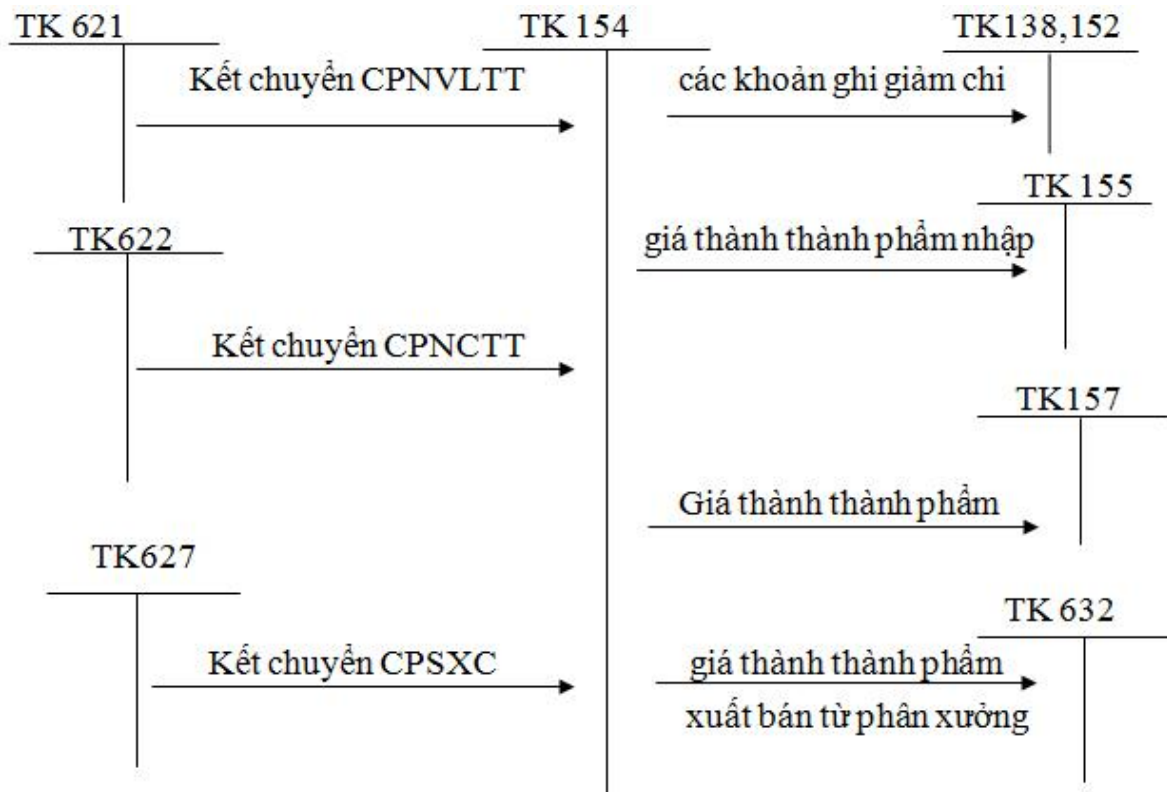 TK 621
TK 154
TK138,152
Kết chuyển CPNVLTT
các khoản ghi giảm chi
TK 155
TK622
giá thành thành phẩm nhập
Kết chuyển CPNCTT
TK157
Giá thành thành phẩm
TK627
TK 632
Kết chuyển CPSXC
giá thành thành phẩm
xuất bán từ phân xưởng